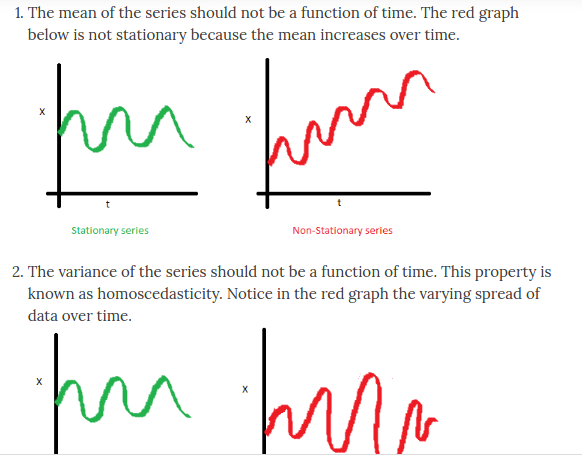 1. The mean of the series should not be a function of time. The red graph
below is not stationary because the mean increases over time.
X
X
t
t
Stationary series
Non-Stationary series
2. The variance of the series should not be a function of time. This property is
known as homoscedasticity. Notice in the red graph the varying spread of
data over time.
X
X